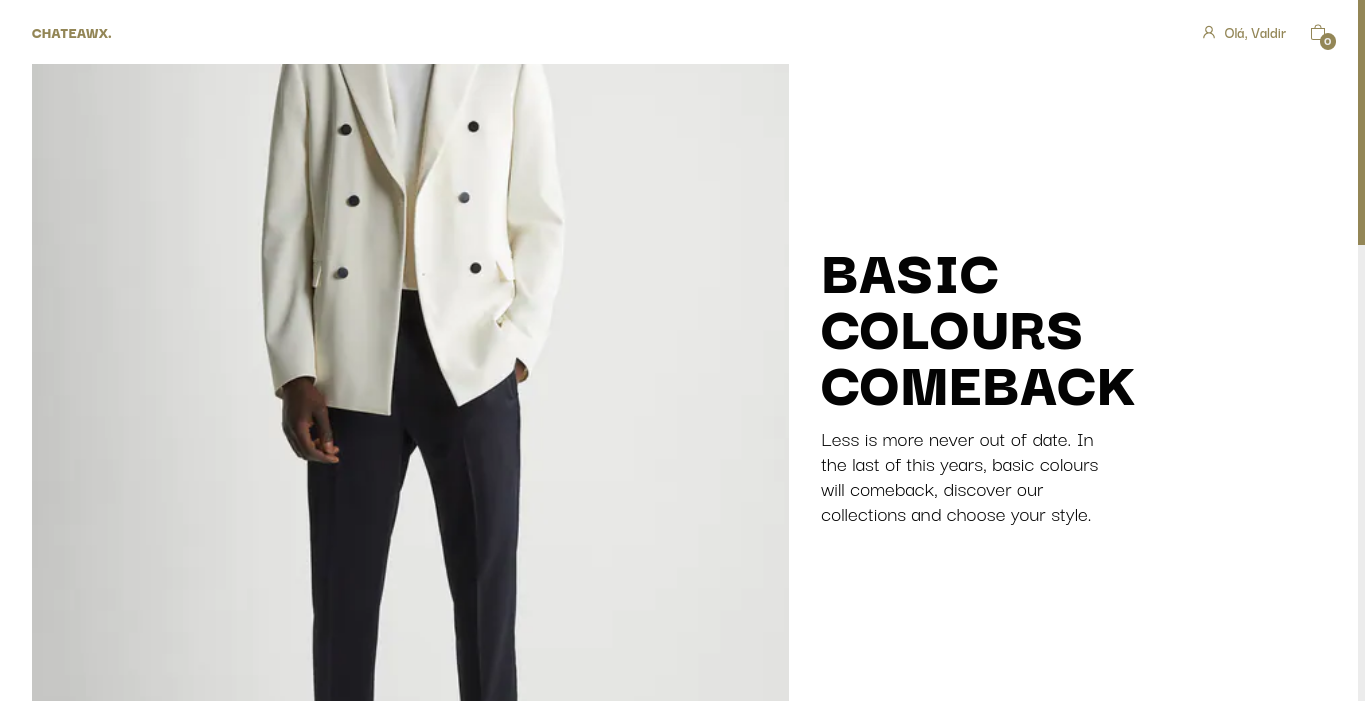 CHATEAWX.
Olá, Valdir
0
BASIC
COLOURS
COMEBACK
Less is more never out of date. In
the last of this years, basic colours
will comeback, discover our
collections and choose your style.